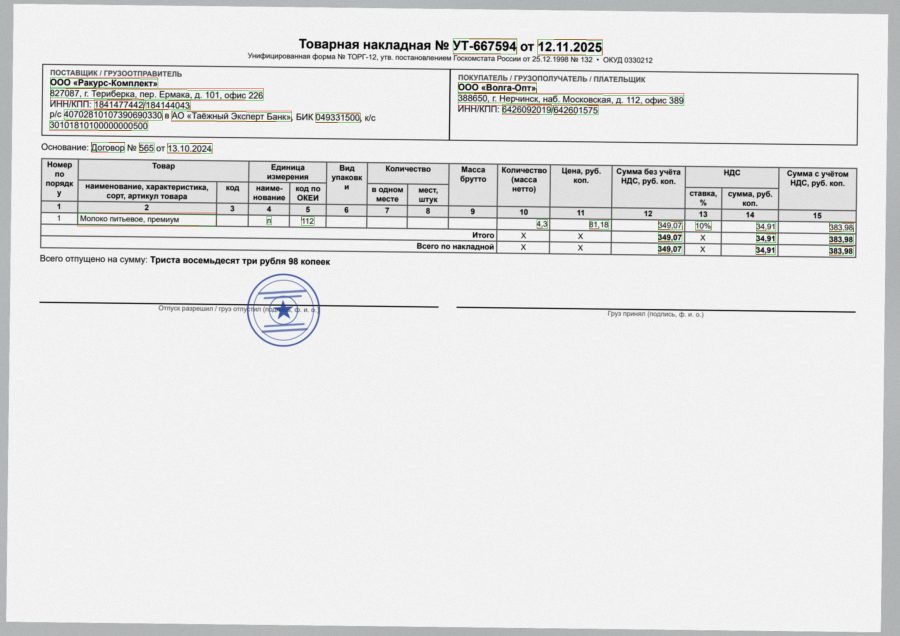 Товарная накладная № УТ-667594 от 12.11.2025
Унифицированная форма № ТОРГ-12, утв. постановлением Госкомстата России от 25.12.1998 № 132 • ОКУД 0330212
ПОСТАВЩИК / ГРУЗООТПРАВИТЕЛЬ
ООО «Ракурс-Комплект»
827087, г. Териберка, пер. Ермака, д. 101, офис 226
ИНН/КПП: 1841477442/184144043
р/с 40702810107390690330 в АО «Таёжный Эксперт Банк», БИК 049331500, к/с
30101810100000000500
ПОКУПАТЕЛЬ / ГРУЗОПОЛУЧАТЕЛЬ / ПЛАТЕЛЬЩИК
ООО «Волга-Опт»
388650, г. Нерчинск, наб. Московская, д. 112, офис 389
ИНН/КПП: 6426092019/642601575
Основание: Договор № 565 от 13.10.2024
Номер по порядку Товар Единица измерения Вид упаковки Количество Масса брутто Количество (масса нетто) Цена, руб. коп. Сумма без учёта НДС, руб. коп. НДС Сумма с учётом НДС, руб. коп.
наименование, характеристика, сорт, артикул товара код наименование код по ОКЕИ в одном месте мест, штук ставка, % сумма, руб. коп.
1 2 3 4 5 6 7 8 9 10 11 12 13 14 15
1 Молоко питьевое, премиум л 112 4,3 81,18 349,07 10% 34,91 383,98
Итого X X 349,07 X 34,91 383,98
Всего по накладной X X 349,07 X 34,91 383,98
Всего отпущено на сумму: Триста восемьдесят три рубля 98 копеек
Отпуск разрешил / груз отпустил (подпись, ф. и. о.)
Груз принял (подпись, ф. и. о.)